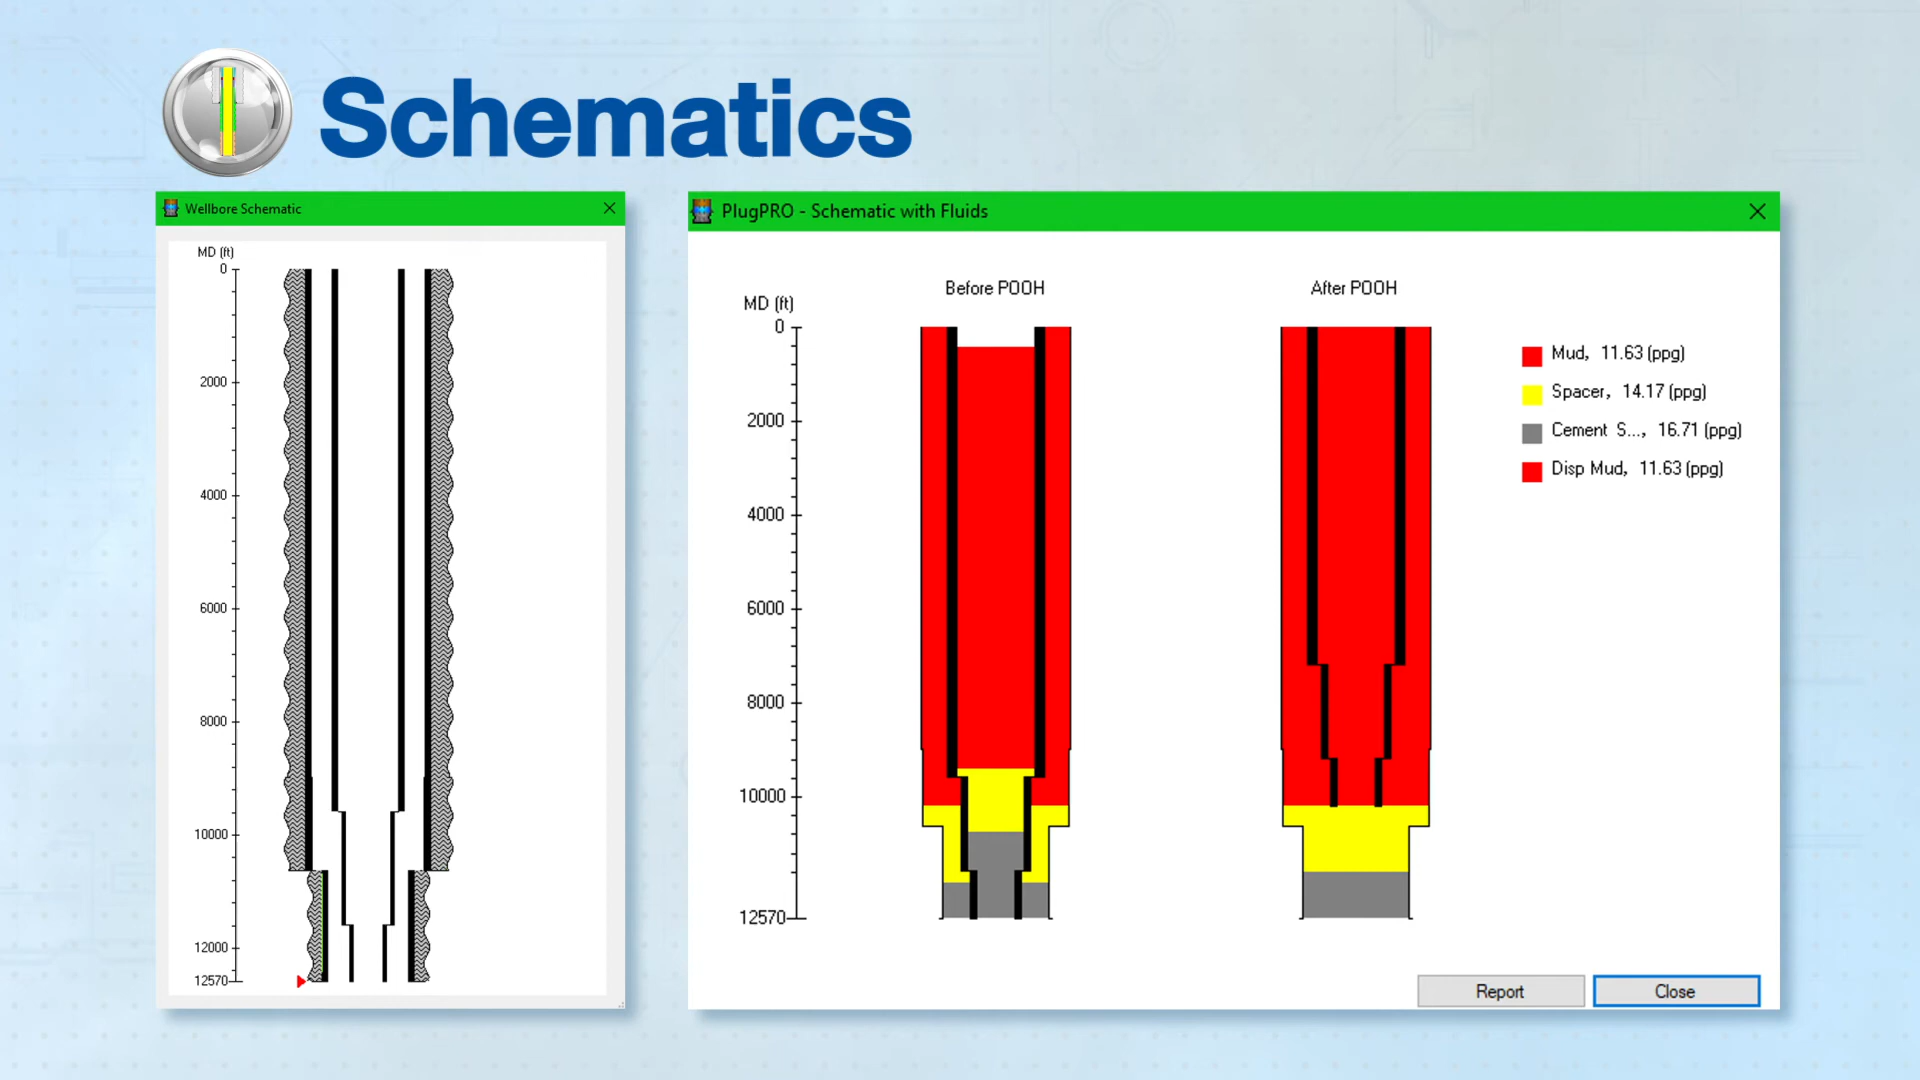 Schematics
Wellbore Schematic
MD (ft)
0
2000
4000
6000
8000
10000
12000
12570
PlugPRO - Schematic with Fluids
Before POOH
After POOH
MD (ft)
0
2000
4000
6000
8000
10000
12570
Mud, 11.63 (ppg)
Spacer, 14.17 (ppg)
Cement S..., 16.71 (ppg)
Disp Mud, 11.63 (ppg)
Report
Close